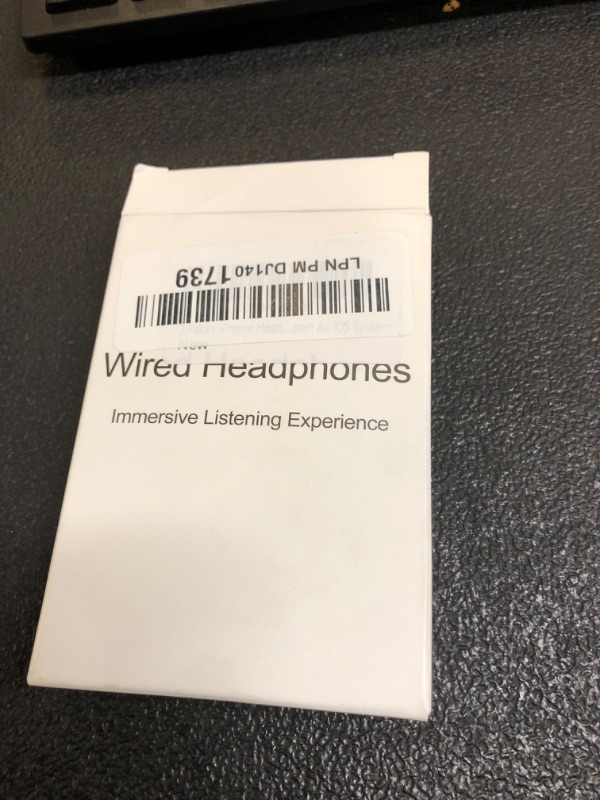 LPN PM DJ140 1739
New
Wired Headphones
Immersive Listening Experience